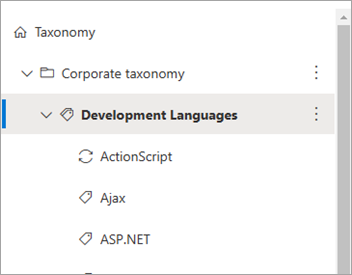 Taxonomy
Corporate taxonomy
Development Languages
ActionScript
Ajax
ASP.NET